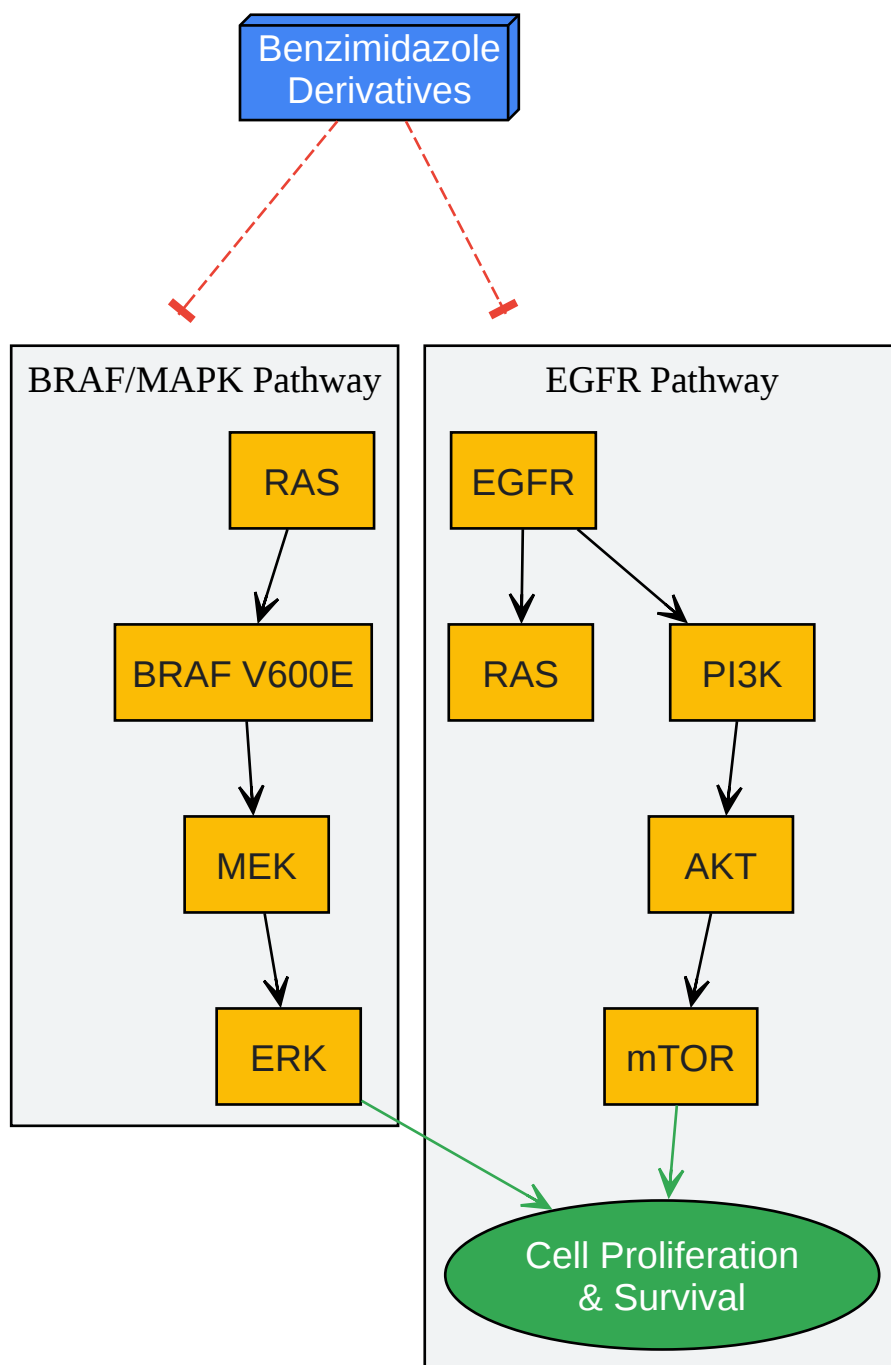 Benzimidazole
Derivatives
BRAF/MAPK Pathway
RAS
BRAF V600E
MEK
ERK
EGFR Pathway
EGFR
RAS
PI3K
AKT
mTOR
Cell Proliferation
& Survival